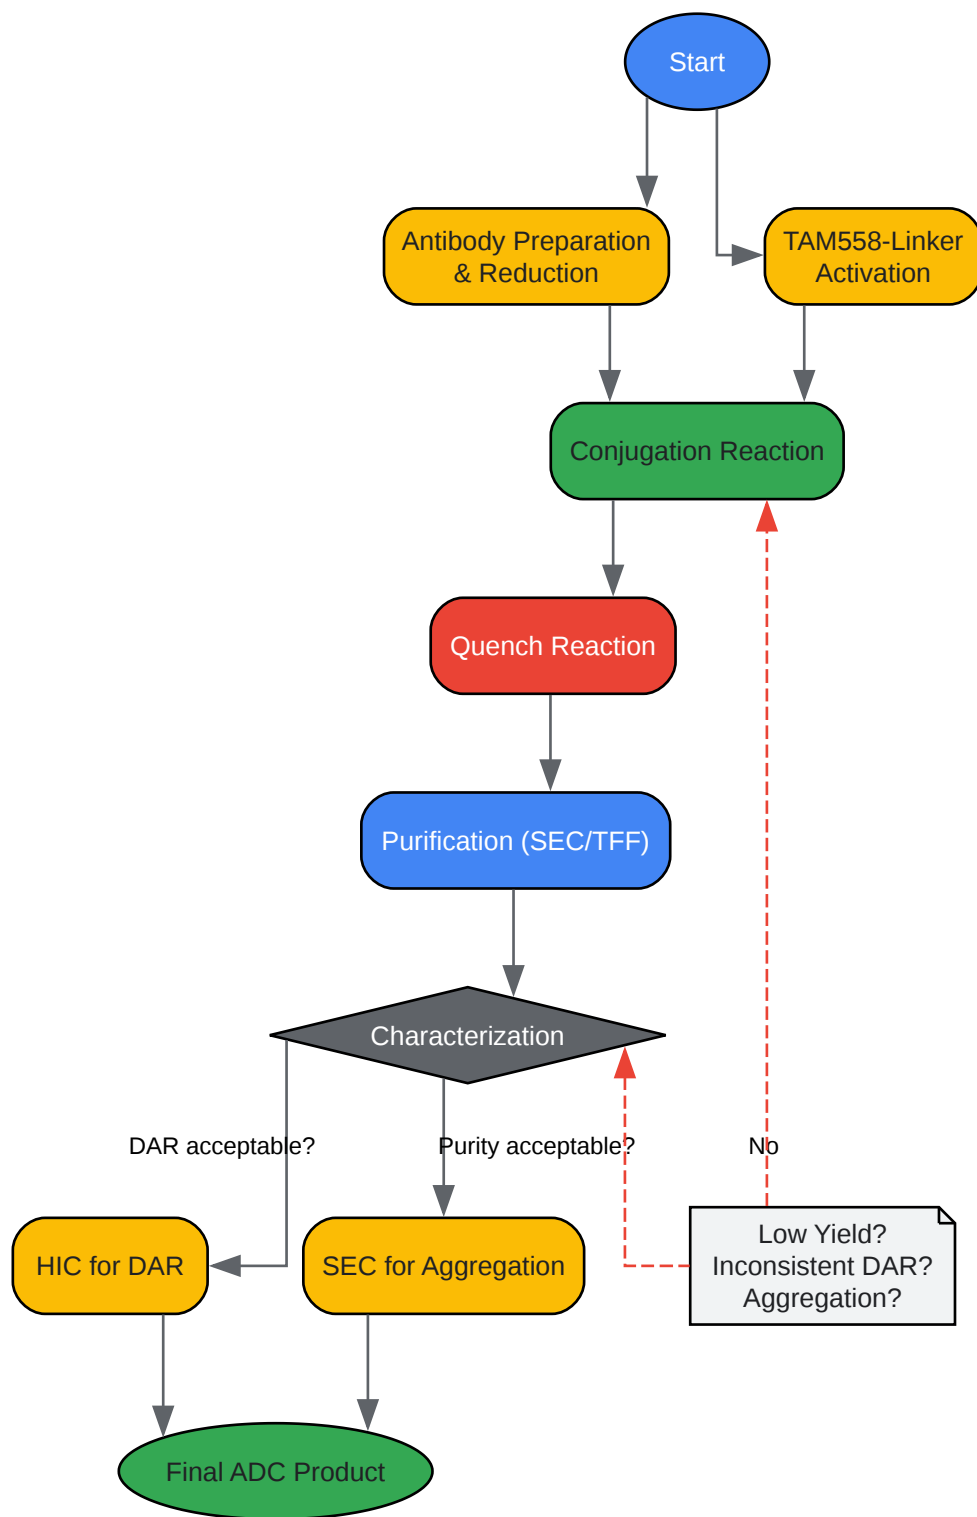 Start
Antibody Preparation
& Reduction
TAM558-Linker
Activation
Conjugation Reaction
Quench Reaction
Purification (SEC/TFF)
Characterization
DAR acceptable?
Purity acceptable?
No
HIC for DAR
SEC for Aggregation
Low Yield?
Inconsistent DAR?
Aggregation?
Final ADC Product